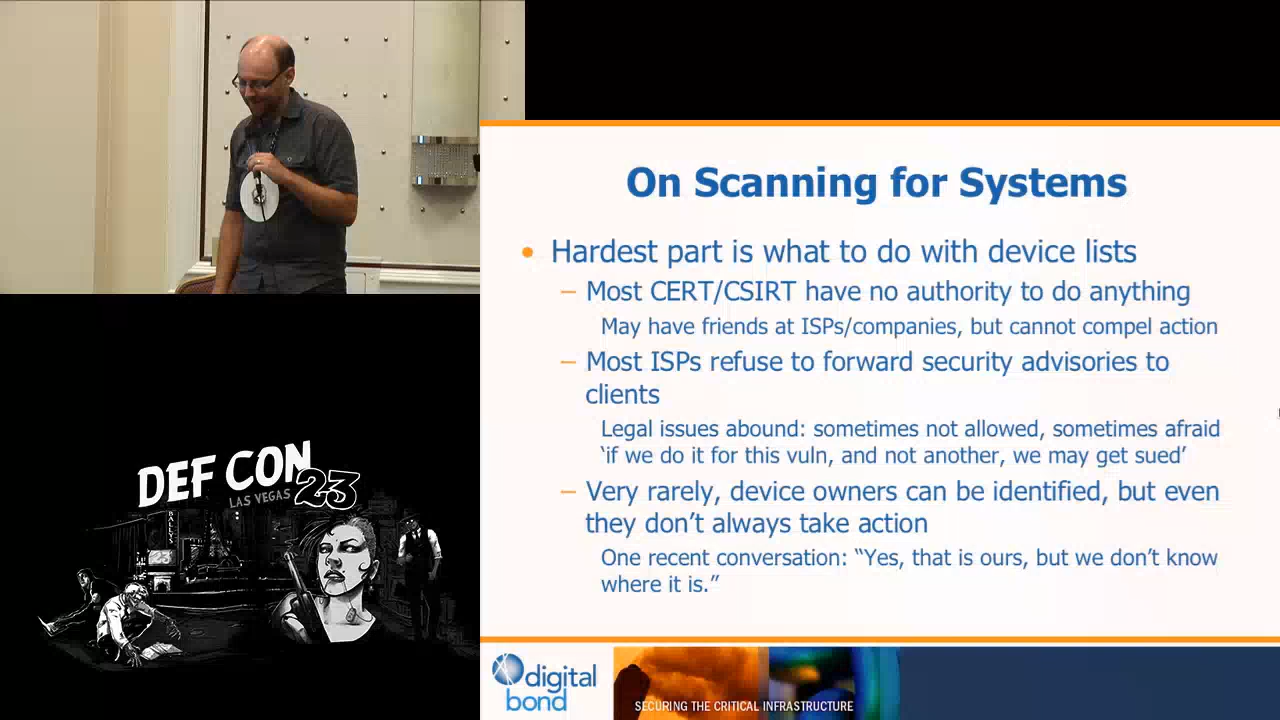 On Scanning for Systems
• Hardest part is what to do with device lists
– Most CERT/CSIRT have no authority to do anything
May have friends at ISPs/companies, but cannot compel action
– Most ISPs refuse to forward security advisories to
clients
Legal issues abound: sometimes not allowed, sometimes afraid
‘if we do it for this vuln, and not another, we may get sued’
– Very rarely, device owners can be identified, but even
they don’t always take action
One recent conversation: “Yes, that is ours, but we don’t know
where it is.”
DEF CON
LAS VEGAS 23
BALLYS
digital
bond
SECURING THE CRITICAL INFRASTRUCTURE